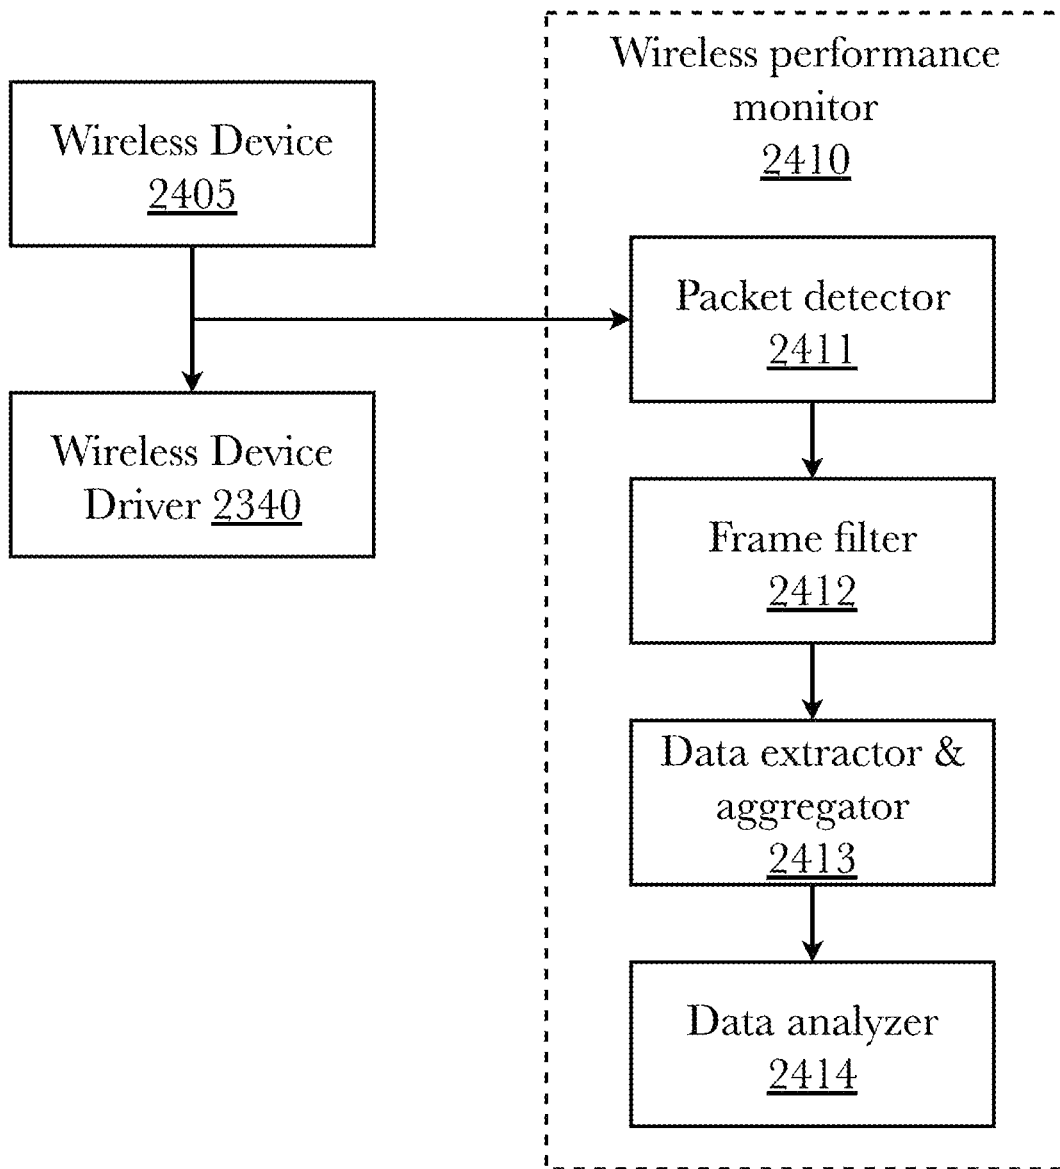 Wireless Device
2405
Wireless Device
Driver 2340
Wireless performance
monitor
2410
Packet detector
2411
Frame filter
2412
Data extractor &
aggregator
2413
Data analyzer
2414